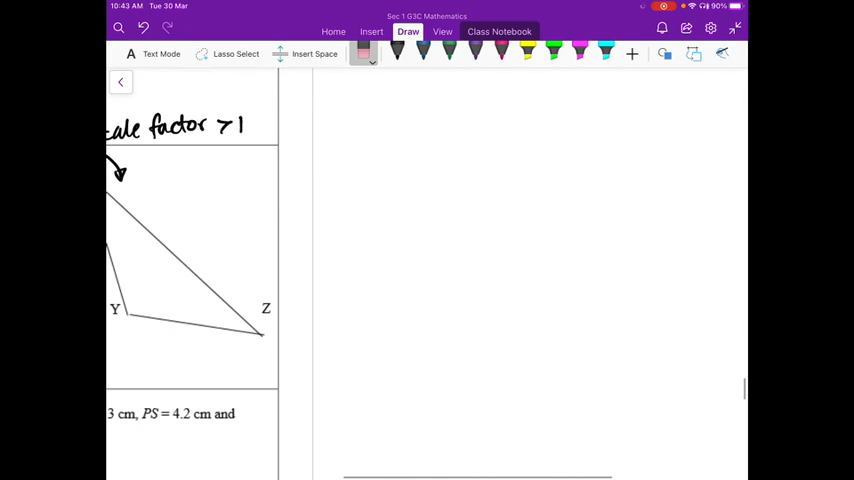 10:43 AM Tue 30 Mar
90%
Sec 1 G3C Mathematics
Home Insert Draw View Class Notebook
A Text Mode Lasso Select Insert Space
factor > 1
Y
Z
3 cm, PS = 4.2 cm and